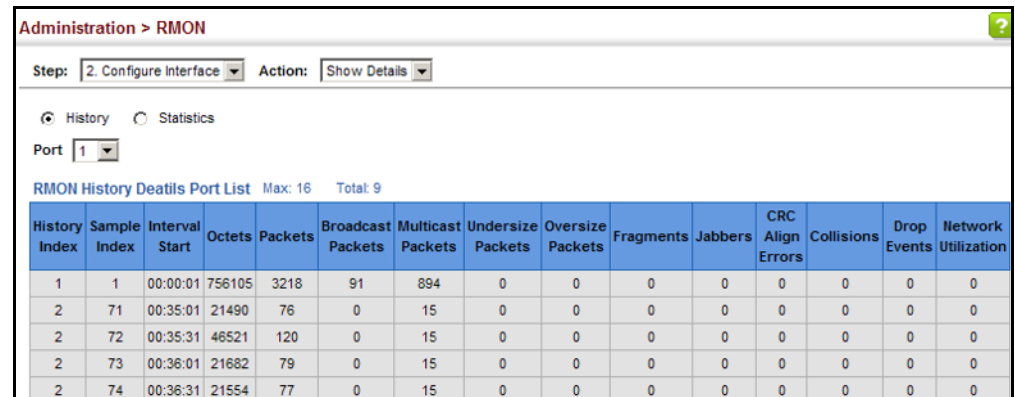 Administration > RMON
?
Step: 2. Configure Interface Action: Show Details
History Statistics
Port 1
RMON History Deatils Port List Max: 16 Total: 9
History Index Sample Index Interval Start Octets Packets Broadcast Packets Multicast Packets Undersize Packets Oversize Packets Fragments Jabbers CRC Align Errors Collisions Drop Events Network Utilization
1 1 00:00:01 756105 3218 91 894 0 0 0 0 0 0 0 0
2 71 00:35:01 21490 76 0 15 0 0 0 0 0 0 0 0
2 72 00:35:31 46521 120 0 15 0 0 0 0 0 0 0 0
2 73 00:36:01 21682 79 0 15 0 0 0 0 0 0 0 0
2 74 00:36:31 21554 77 0 15 0 0 0 0 0 0 0 0